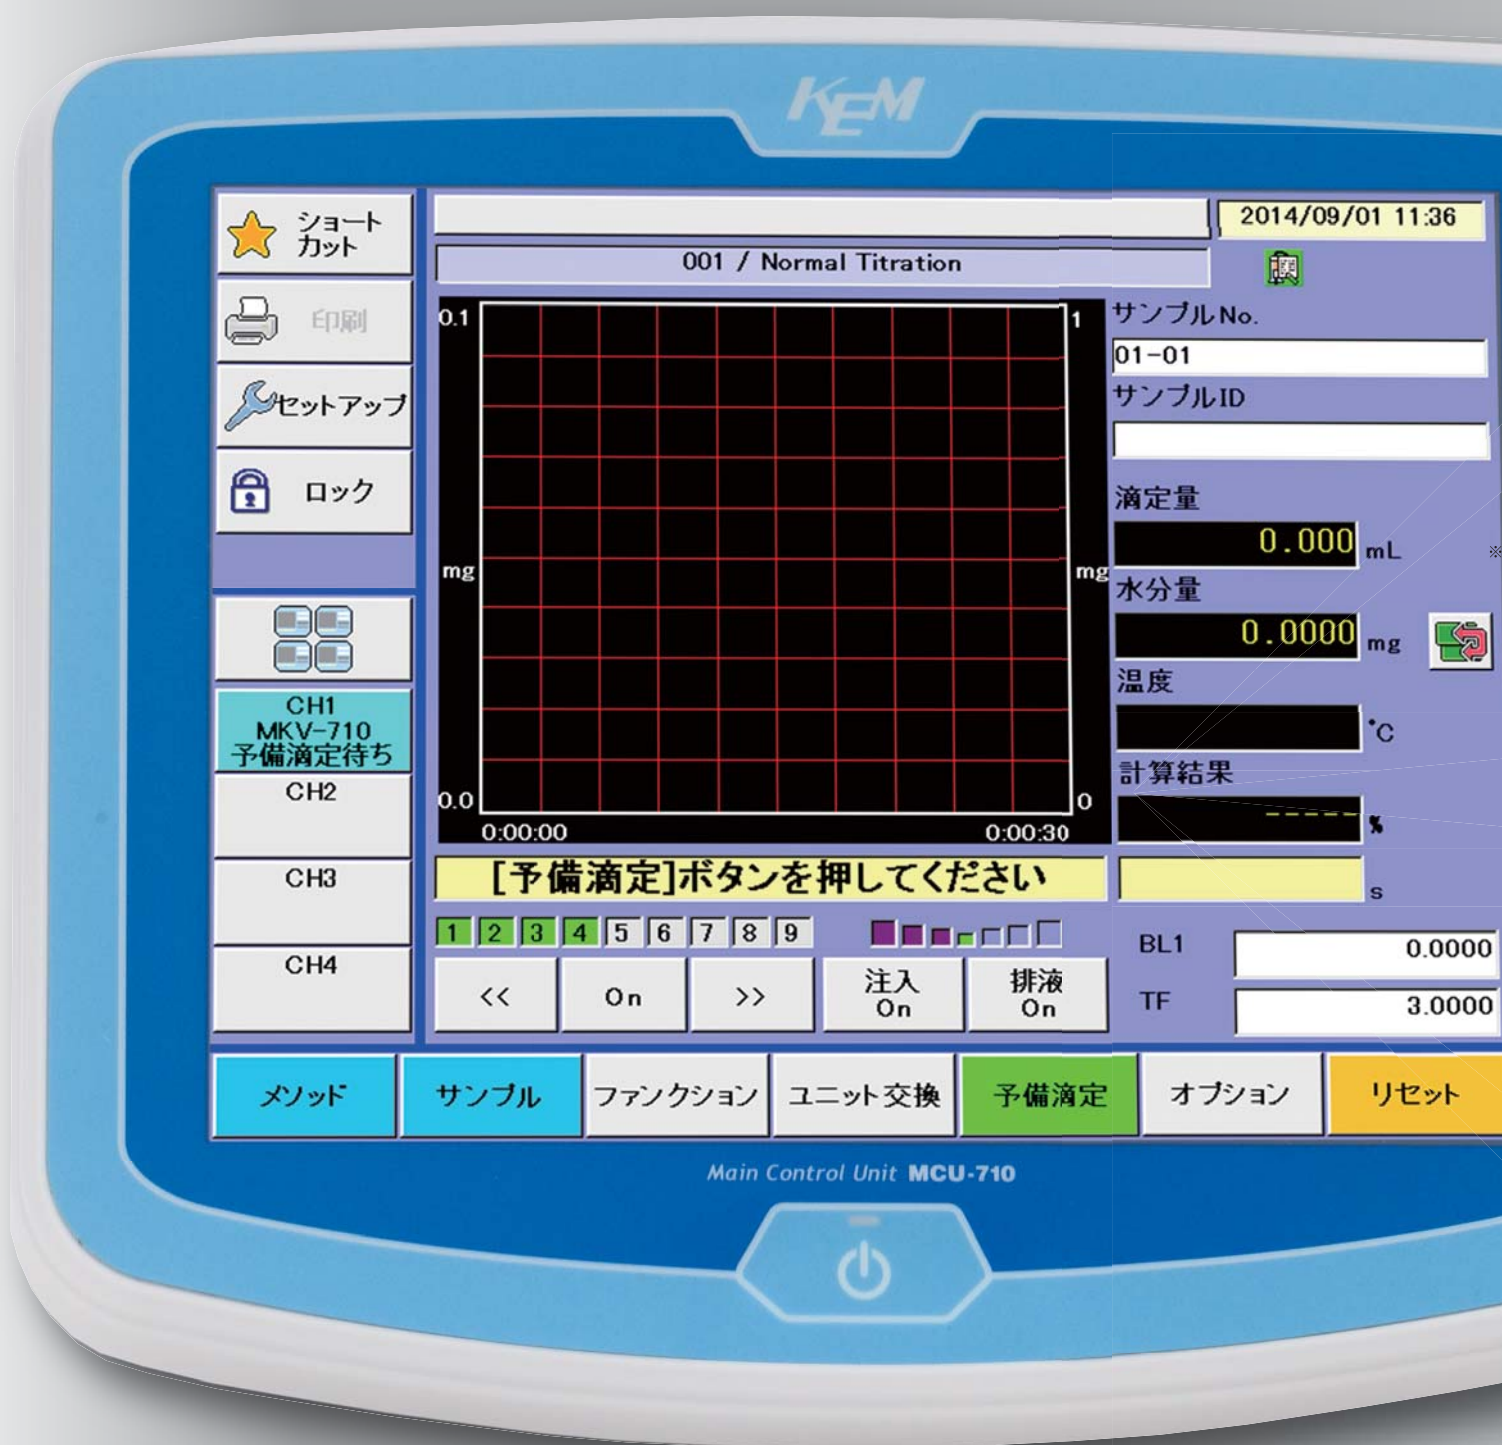 KEM
ショート
カット
2014/09/01 11:36
001 / Normal Titration
印刷
セットアップ
ロック
サンプルNo.
01-01
サンプルID
0.1
1
滴定量
0.000 mL
※
mg
mg
水分量
0.0000 mg
温度
°C
計算結果
----- %
CH1
MKV-710
予備滴定待ち
CH2
CH3
CH4
0.0
0
0:00:00
0:00:30
[予備滴定]ボタンを押してください
s
1 2 3 4 5 6 7 8 9
<< On >>
注入
On
排液
On
BL1 0.0000
TF 3.0000
メソッド サンプル ファンクション ユニット交換 予備滴定 オプション リセット
Main Control Unit MCU-710